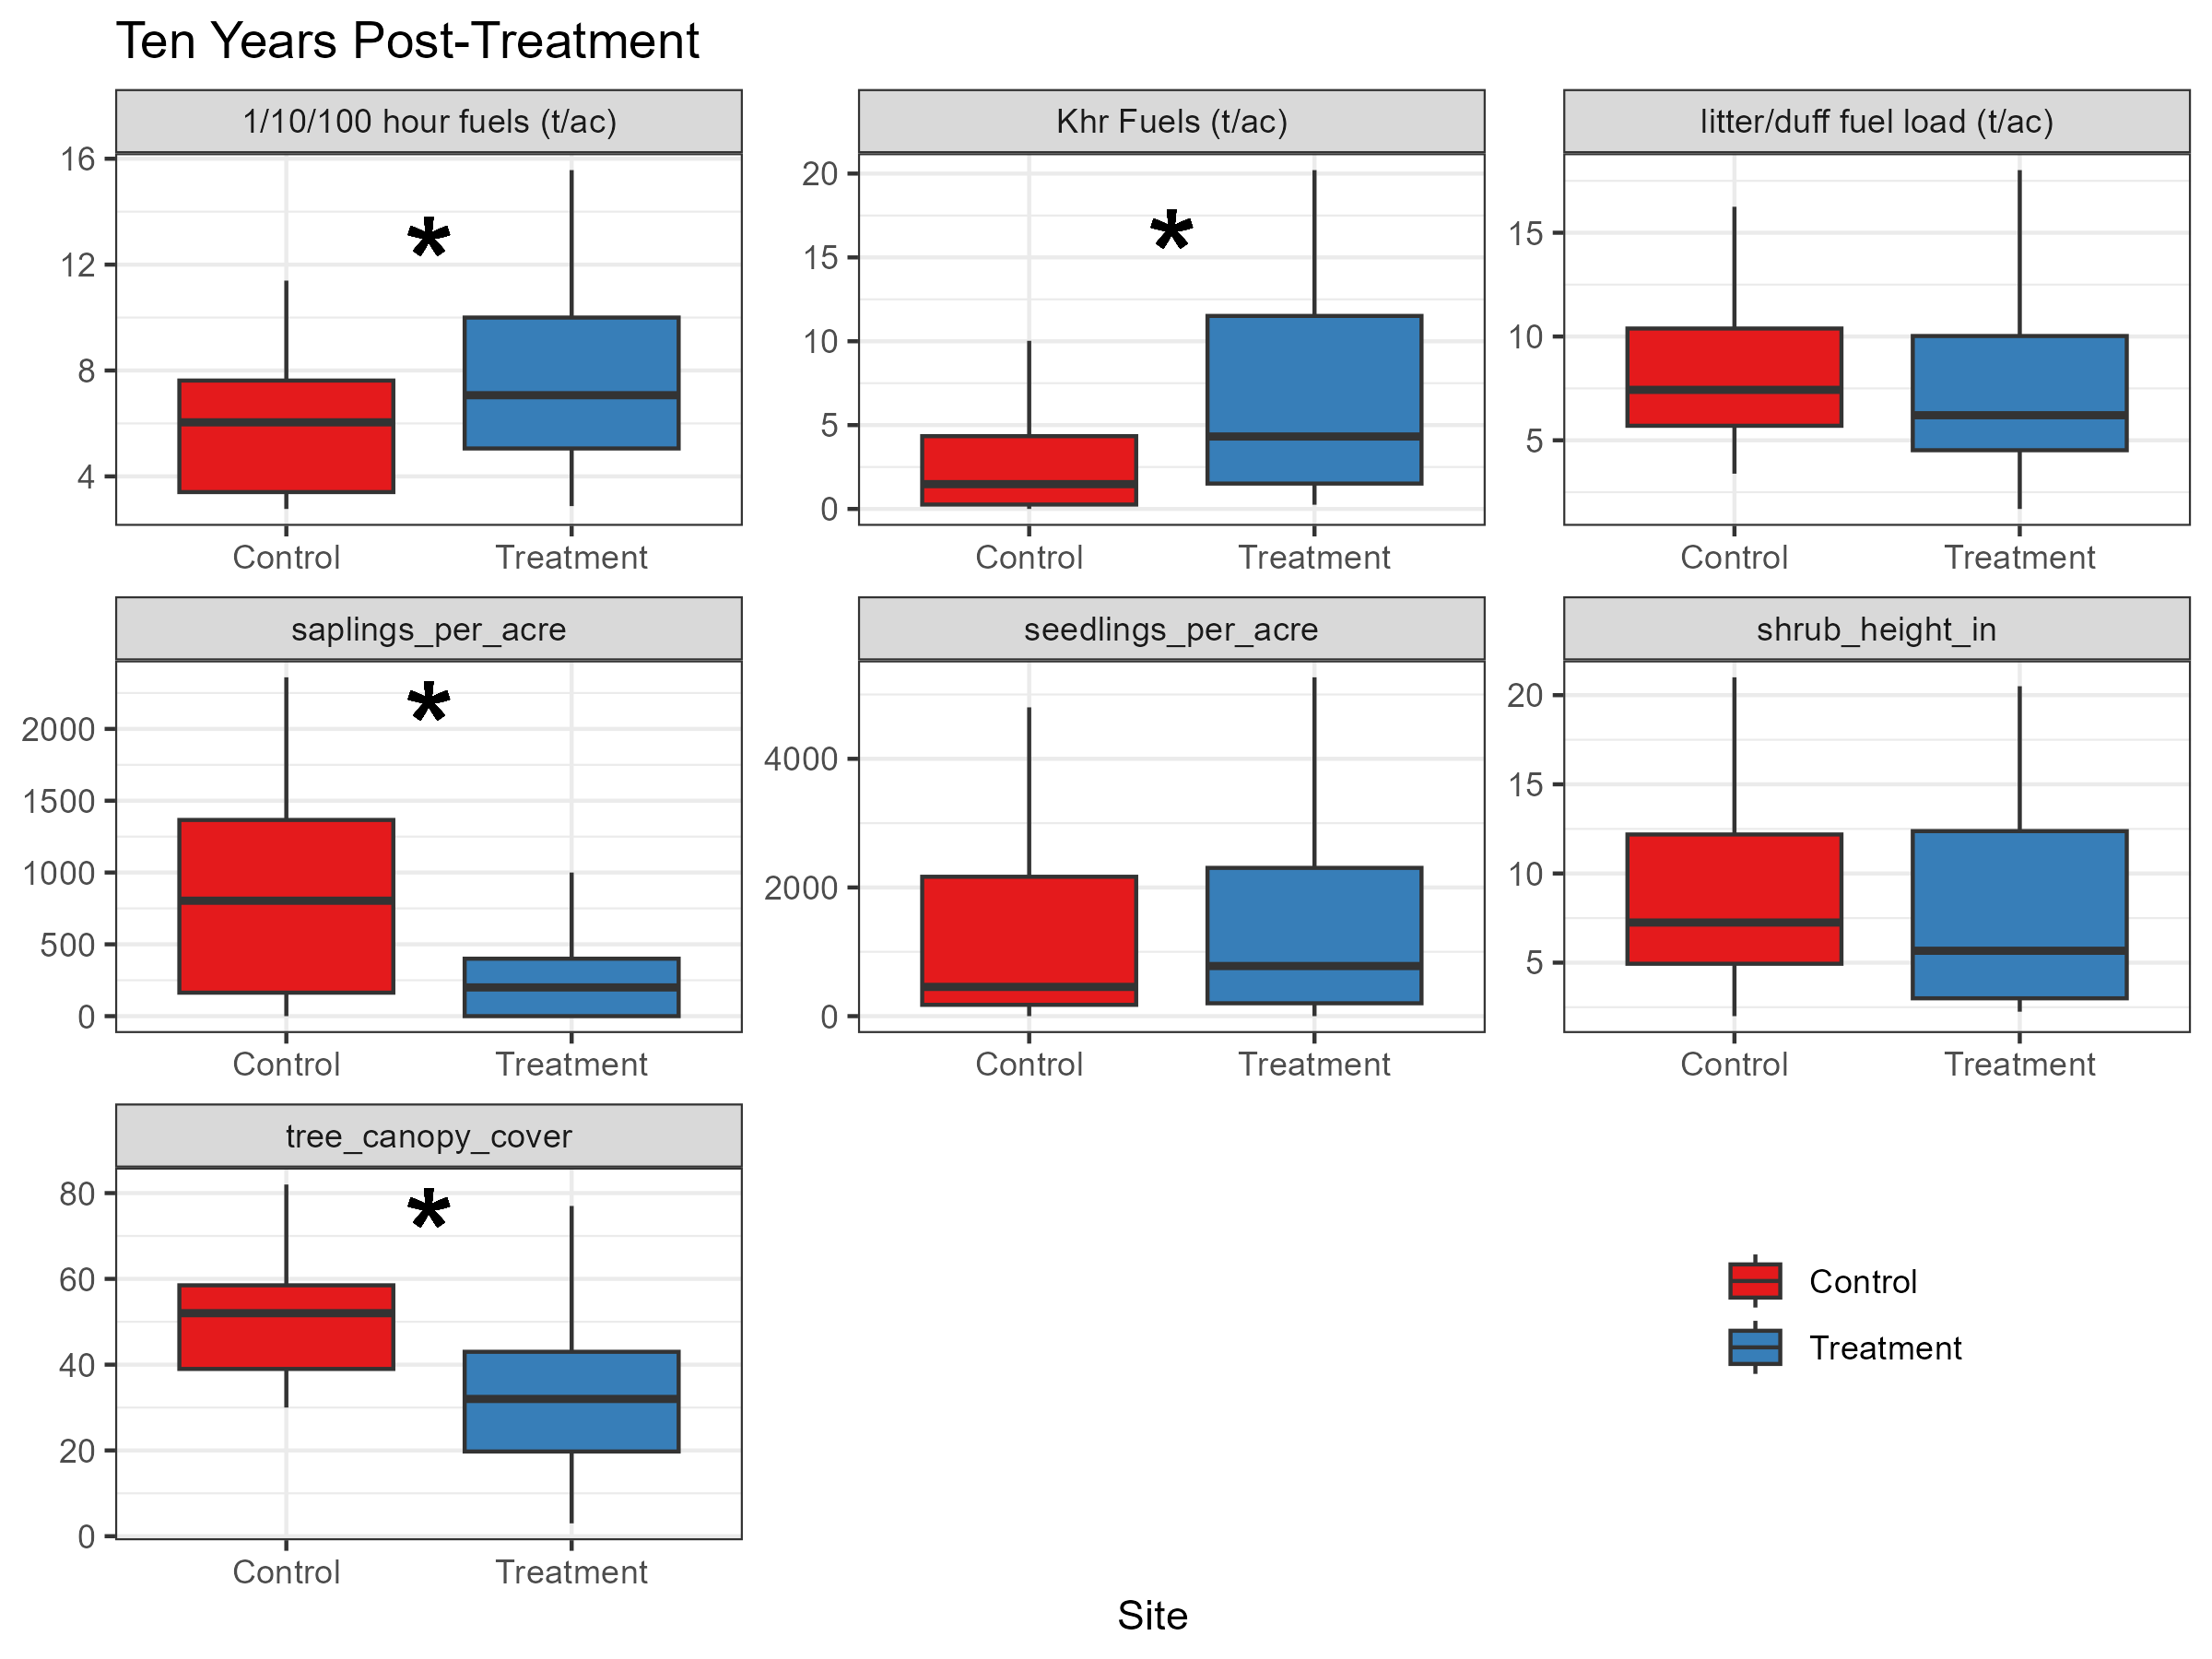 Ten Years Post-Treatment
1/10/100 hour fuels (t/ac)
Khr Fuels (t/ac)
litter/duff fuel load (t/ac)
16
12
8
4
*
20
15
10
5
0
*
15
10
5
Control
Treatment
Control
Treatment
Control
Treatment
saplings_per_acre
seedlings_per_acre
shrub_height_in
2000
1500
1000
500
0
*
4000
2000
0
20
15
10
5
Control
Treatment
Control
Treatment
Control
Treatment
tree_canopy_cover
80
60
40
20
0
*
Control
Treatment
Control
Treatment
Site